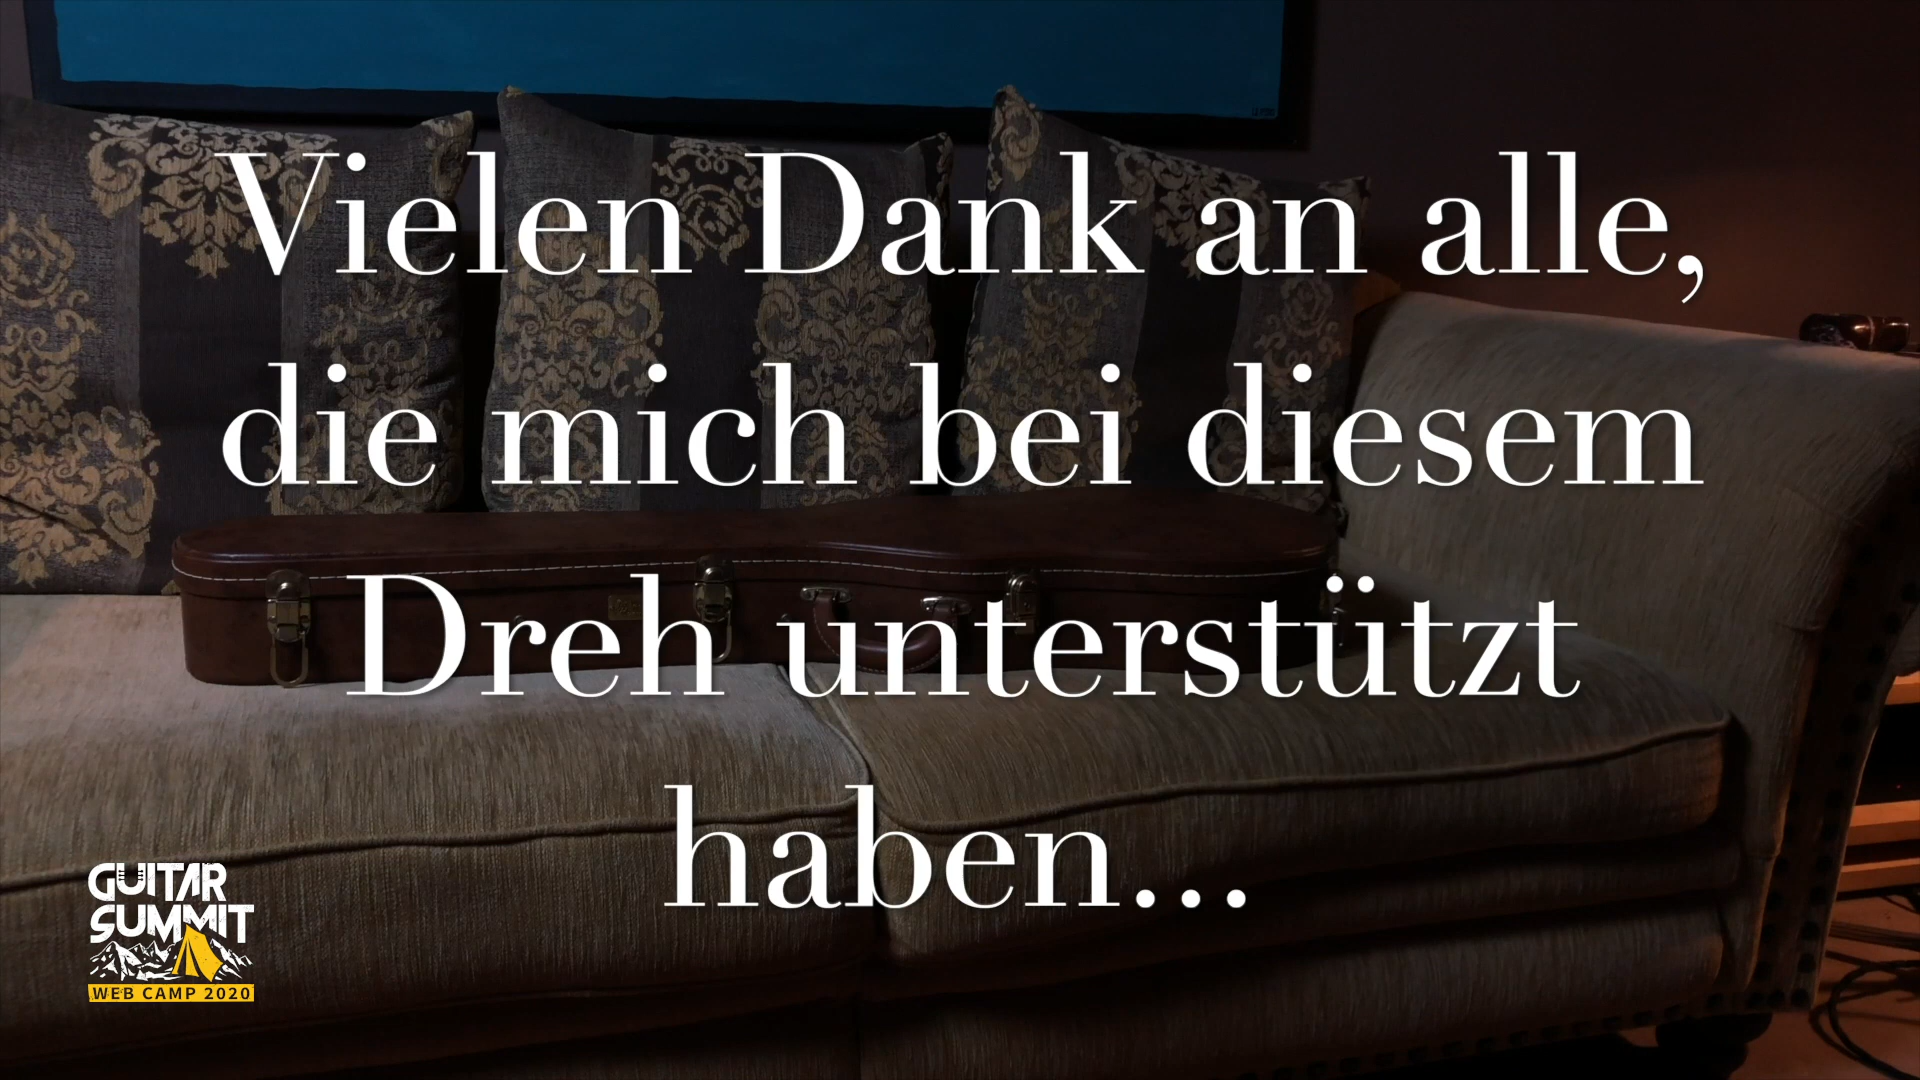 Vielen Dank an alle,
die mich bei diesem
Dreh unterstützt
haben...
GUITAR
SUMMIT
WEB CAMP 2020